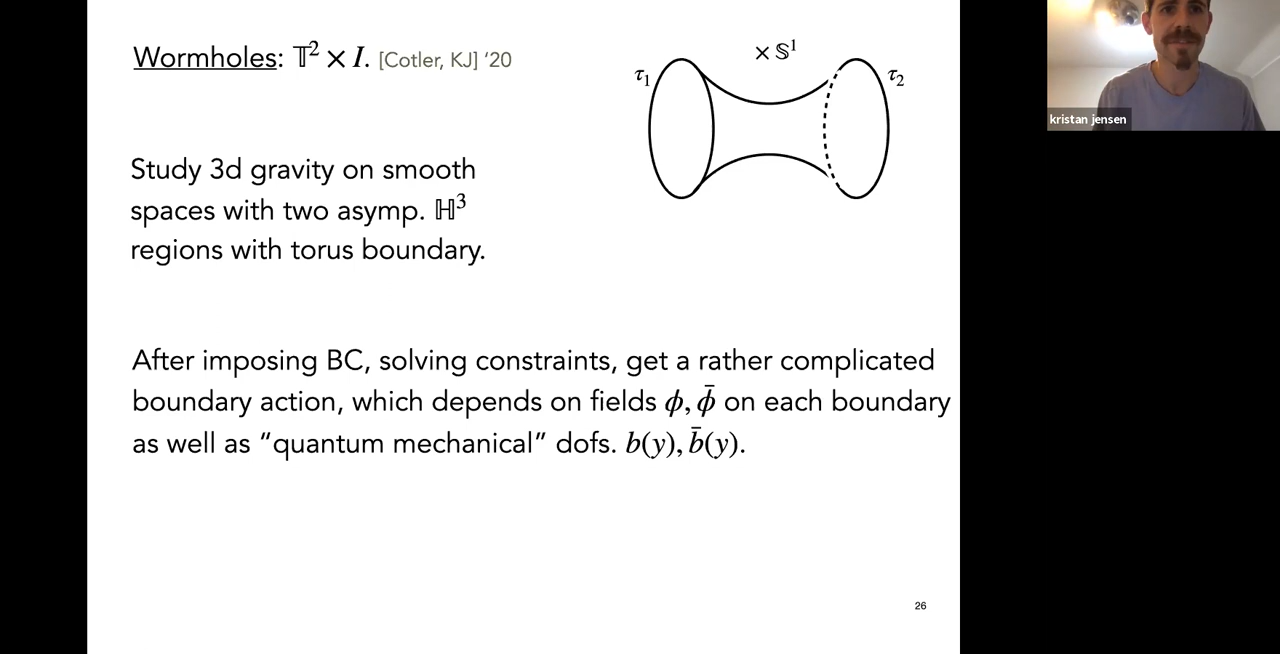 Wormholes: 𝕋² × I. [Cotler, KJ] ‘20
× 𝕊¹
τ₁
τ₂
Study 3d gravity on smooth
spaces with two asymp. ℍ³
regions with torus boundary.
After imposing BC, solving constraints, get a rather complicated
boundary action, which depends on fields ϕ, ϕ̄ on each boundary
as well as “quantum mechanical” dofs. b(y), b̄(y).
26
kristan jensen